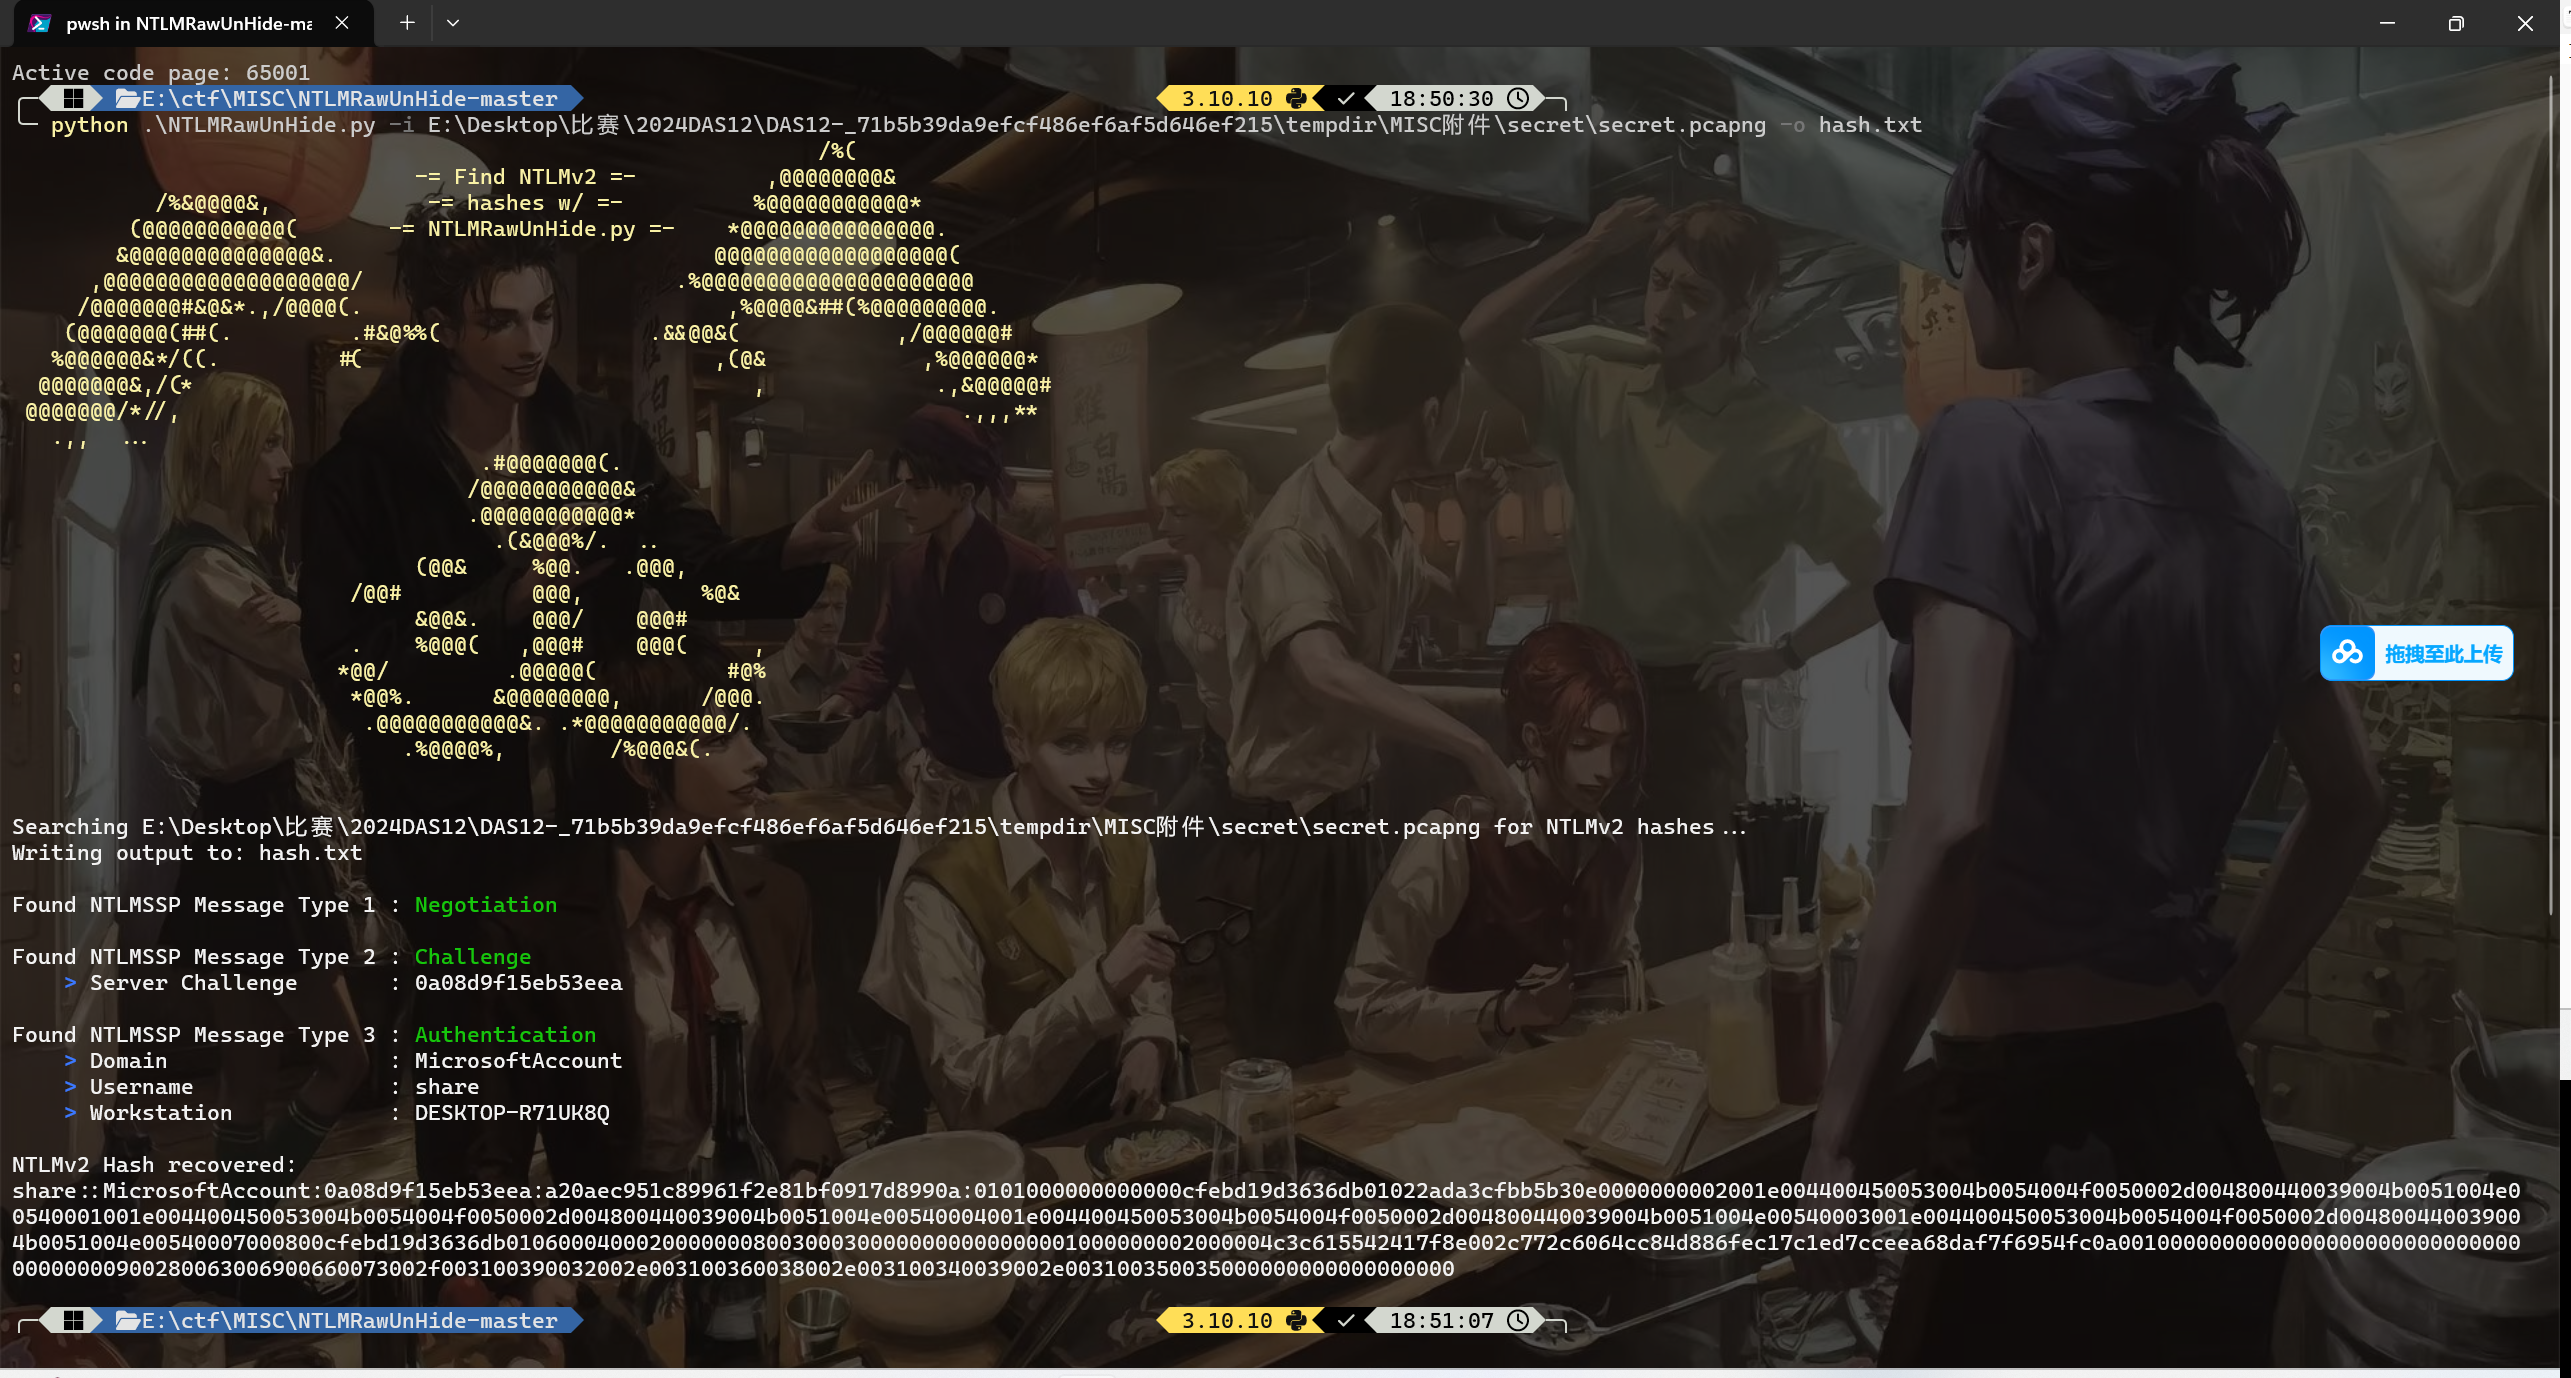 pwsh in NTLMRawUnHide-ma
Active code page: 65001
E:\ctf\MISC\NTLMRawUnHide-master 3.10.10 18:50:30
python .\NTLMRawUnHide.py -i E:\Desktop\比赛\2024DAS12\DAS12-_71b5b39da9efcf486ef6af5d646ef215\tempdir\MISC附件\secret\secret.pcapng -o hash.txt
/%(
-= Find NTLMv2 =- ,@@@@@@@@&
/%&@@@@&, -= hashes w/ =- %@@@@@@@@@@@*
(@@@@@@@@@@@( -= NTLMRawUnHide.py =- *@@@@@@@@@@@@@@@.
&@@@@@@@@@@@@@@&. @@@@@@@@@@@@@@@@@@(
,@@@@@@@@@@@@@@@@@@@/ .%@@@@@@@@@@@@@@@@@@@@@
/@@@@@@@#&@&*.,/@@@@(. ,%@@@@&##(%@@@@@@@@@.
(@@@@@@@(##(. .#&@%%( .&&@@&( ,/@@@@@@#
%@@@@@@&*/((. #( ,(@& ,%@@@@@@*
@@@@@@@&,/(* , .,&@@@@@#
@@@@@@@/*//, .,,,**
.,, ...
.#@@@@@@@(.
/@@@@@@@@@@@&
.@@@@@@@@@@@*
.(&@@@%/. ..
(@@& %@@. .@@@,
/@@# @@@, %@&
&@@&. @@@/ @@@#
. %@@@( ,@@@# @@@( ,
*@@/ .@@@@@( #@%
*@@%. &@@@@@@@@, /@@@.
.@@@@@@@@@@@&. .*@@@@@@@@@@@/.
.%@@@@%, /%@@@&(.
拖拽至此上传
Searching E:\Desktop\比赛\2024DAS12\DAS12-_71b5b39da9efcf486ef6af5d646ef215\tempdir\MISC附件\secret\secret.pcapng for NTLMv2 hashes...
Writing output to: hash.txt
Found NTLMSSP Message Type 1 : Negotiation
Found NTLMSSP Message Type 2 : Challenge
> Server Challenge : 0a08d9f15eb53eea
Found NTLMSSP Message Type 3 : Authentication
> Domain : MicrosoftAccount
> Username : share
> Workstation : DESKTOP-R71UK8Q
NTLMv2 Hash recovered:
share::MicrosoftAccount:0a08d9f15eb53eea:a20aec951c89961f2e81bf0917d8990a:0101000000000000cfebd19d3636db01022ada3cfbb5b30e0000000002001e004400450053004b0054004f0050002d004800440039004b0051004e0
0540001001e004400450053004b0054004f0050002d004800440039004b0051004e00540004001e004400450053004b0054004f0050002d004800440039004b0051004e00540003001e004400450053004b0054004f0050002d0048004400390
04b0051004e00540007000800cfebd19d3636db01060004000200000008003000300000000000000001000000002000004c3c615542417f8e002c772c6064cc84d886fec17c1ed7cceea68daf7f6954fc0a00100000000000000000000000000
0000000090028006300690066007300​2f003100390032002e003100360038002e003100340039002e003100350035000000000000000000
E:\ctf\MISC\NTLMRawUnHide-master 3.10.10 18:51:07